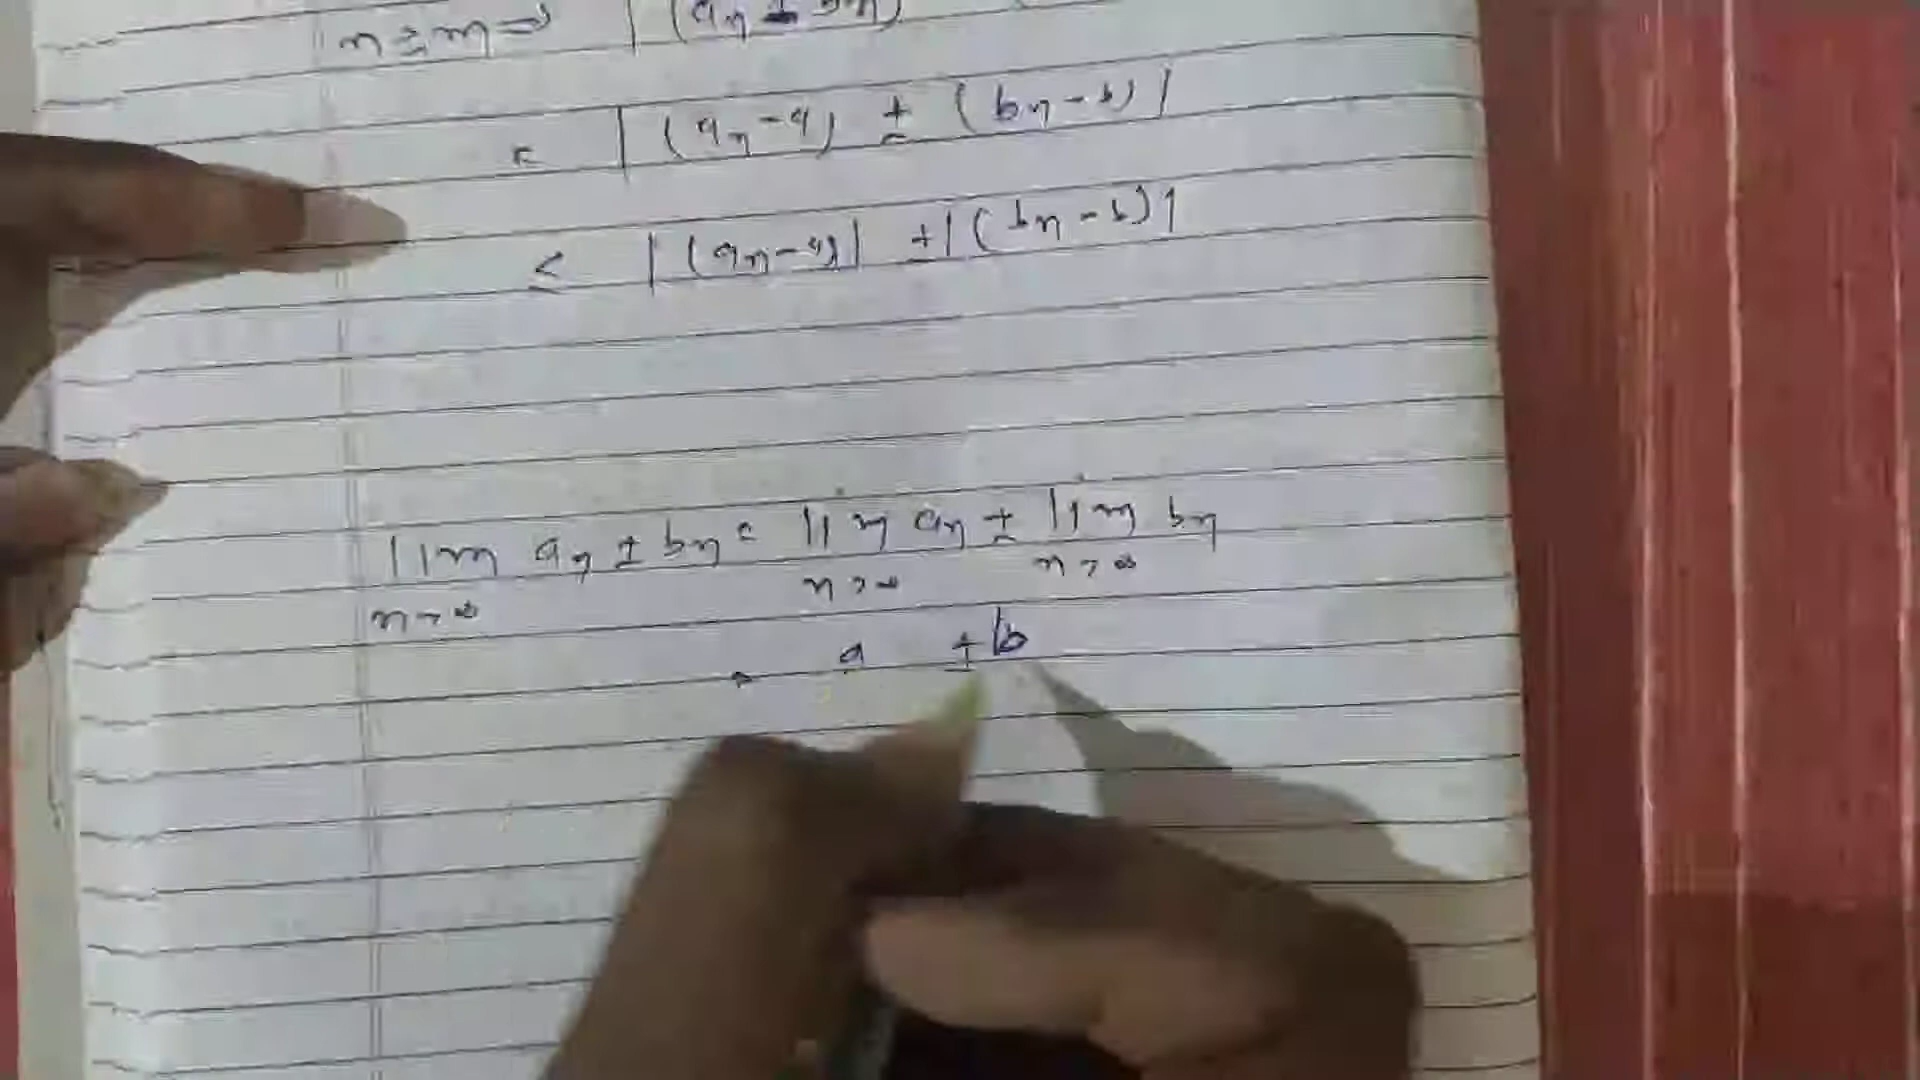 n ≥ m ⇒ |(an ± bn)
= |(an - a) ± (bn - b)|
≤ |(an - a)| ± |(bn - b)|
lim an ± bn = lim an ± lim bn
n→∞ n→∞ n→∞
= a ± b